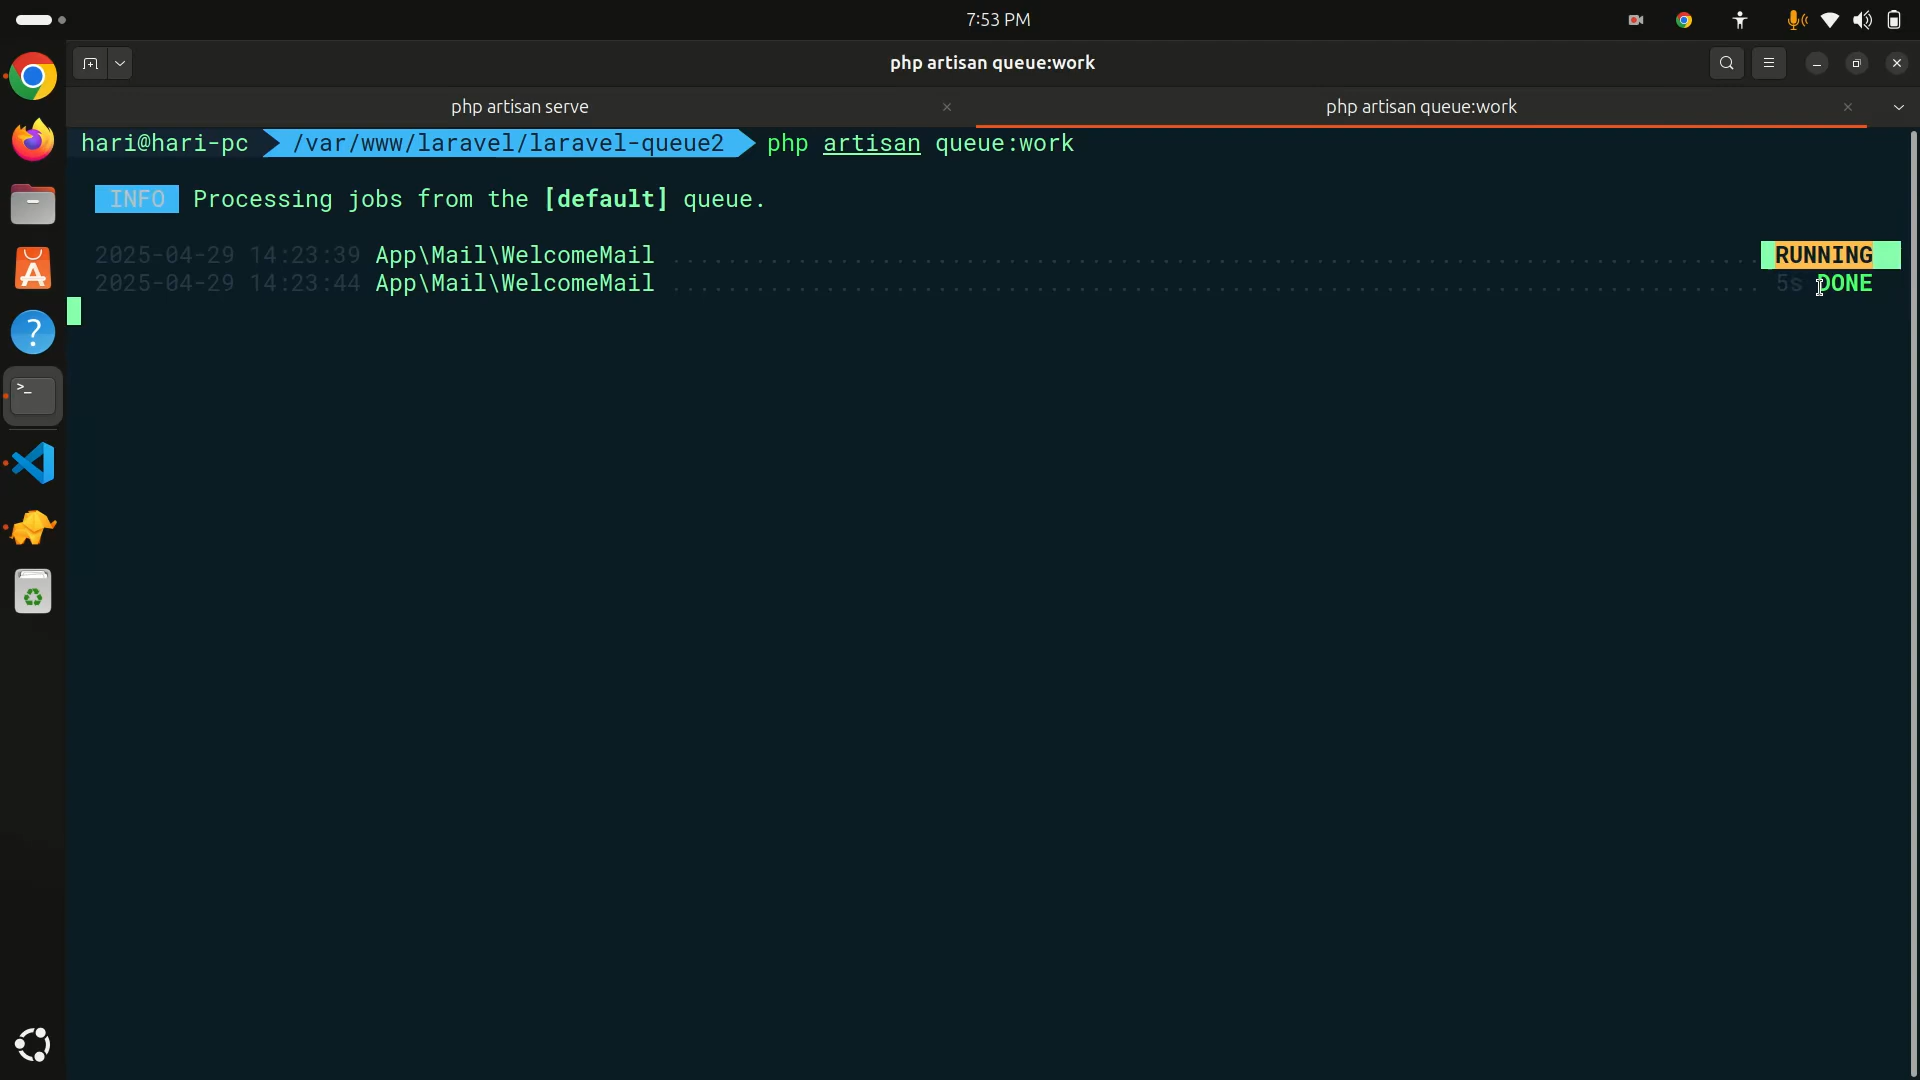 7:53 PM
php artisan queue:work
php artisan serve
php artisan queue:work
hari@hari-pc /var/www/laravel/laravel-queue2 php artisan queue:work
INFO Processing jobs from the [default] queue.
2025-04-29 14:23:39 App\Mail\WelcomeMail ............................................................................. RUNNING
2025-04-29 14:23:44 App\Mail\WelcomeMail ............................................................................. 5s DONE